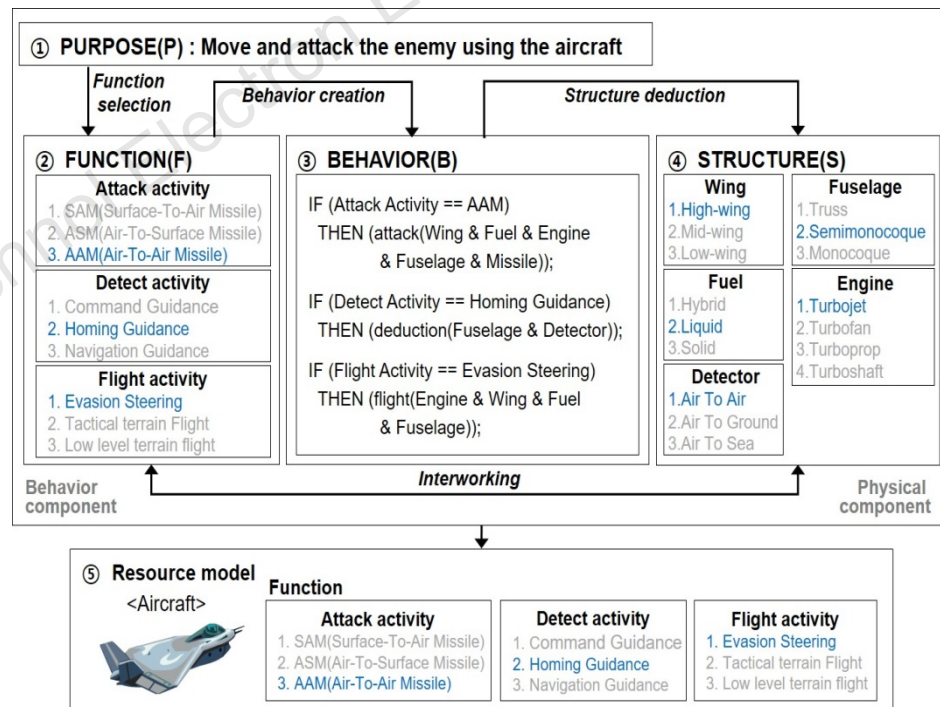 ① PURPOSE(P) : Move and attack the enemy using the aircraft
Function
selection
Behavior creation
Structure deduction
② FUNCTION(F)
Attack activity
1. SAM(Surface-To-Air Missile)
2. ASM(Air-To-Surface Missile)
3. AAM(Air-To-Air Missile)
Detect activity
1. Command Guidance
2. Homing Guidance
3. Navigation Guidance
Flight activity
1. Evasion Steering
2. Tactical terrain Flight
3. Low level terrain flight
③ BEHAVIOR(B)
IF (Attack Activity == AAM)
THEN (attack(Wing & Fuel & Engine
& Fuselage & Missile));
IF (Detect Activity == Homing Guidance)
THEN (deduction(Fuselage & Detector));
IF (Flight Activity == Evasion Steering)
THEN (flight(Engine & Wing & Fuel
& Fuselage));
④ STRUCTURE(S)
Wing
1.High-wing
2.Mid-wing
3.Low-wing
Fuselage
1.Truss
2.Semimonocoque
3.Monocoque
Fuel
1.Hybrid
2.Liquid
3.Solid
Engine
1.Turbojet
2.Turbofan
3.Turboprop
4.Turboshaft
Detector
1.Air To Air
2.Air To Ground
3.Air To Sea
Interworking
Behavior
component
Physical
component
⑤ Resource model
<Aircraft>
Function
Attack activity
1. SAM(Surface-To-Air Missile)
2. ASM(Air-To-Surface Missile)
3. AAM(Air-To-Air Missile)
Detect activity
1. Command Guidance
2. Homing Guidance
3. Navigation Guidance
Flight activity
1. Evasion Steering
2. Tactical terrain Flight
3. Low level terrain flight